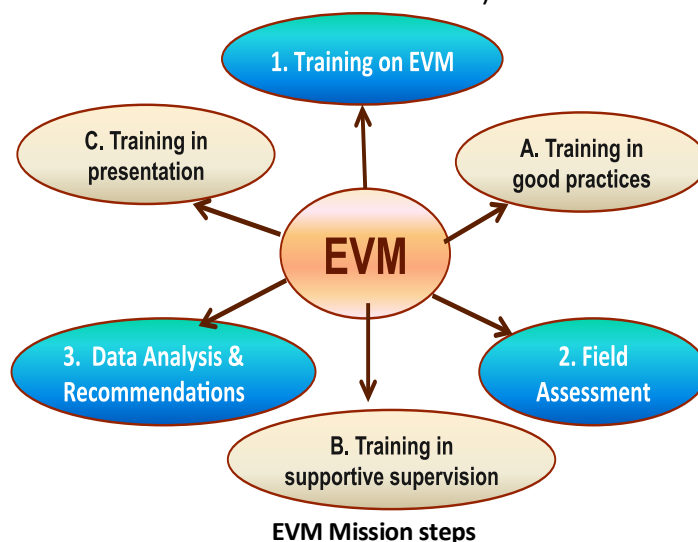 1. Training on EVM
C. Training in
presentation
A. Training in
good practices
EVM
3. Data Analysis &
Recommendations
2. Field
Assessment
B. Training in
supportive supervision
EVM Mission steps